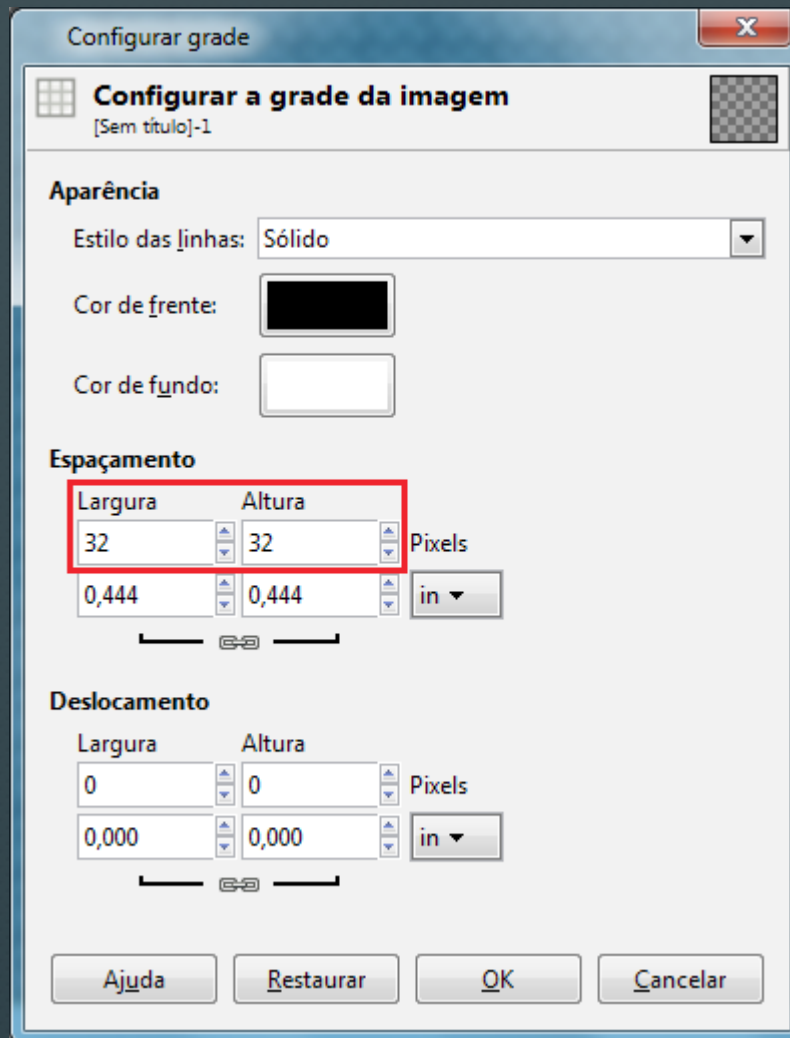 Configurar grade
Configurar a grade da imagem
[Sem título]-1
Aparência
Estilo das linhas: Sólido
Cor de frente:
Cor de fundo:
Espaçamento
Largura Altura
32 32 Pixels
0,444 0,444 in
Deslocamento
Largura Altura
0 0 Pixels
0,000 0,000 in
Ajuda Restaurar OK Cancelar